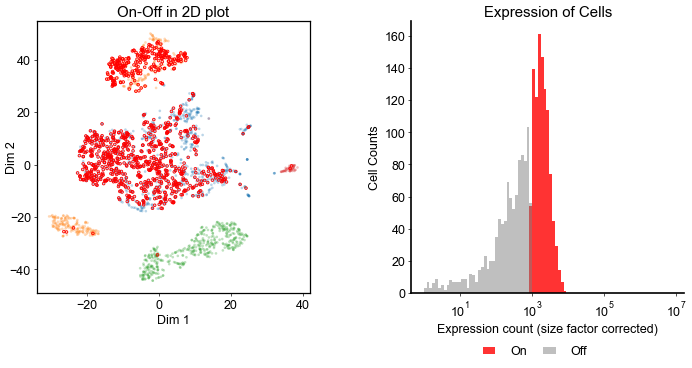 On-Off in 2D plot
40
20
0
−20
−40
Dim 2
−20
0
20
40
Dim 1
Expression of Cells
160
140
120
100
80
60
40
20
0
Cell Counts
10^1
10^3
10^5
10^7
Expression count (size factor corrected)
On
Off